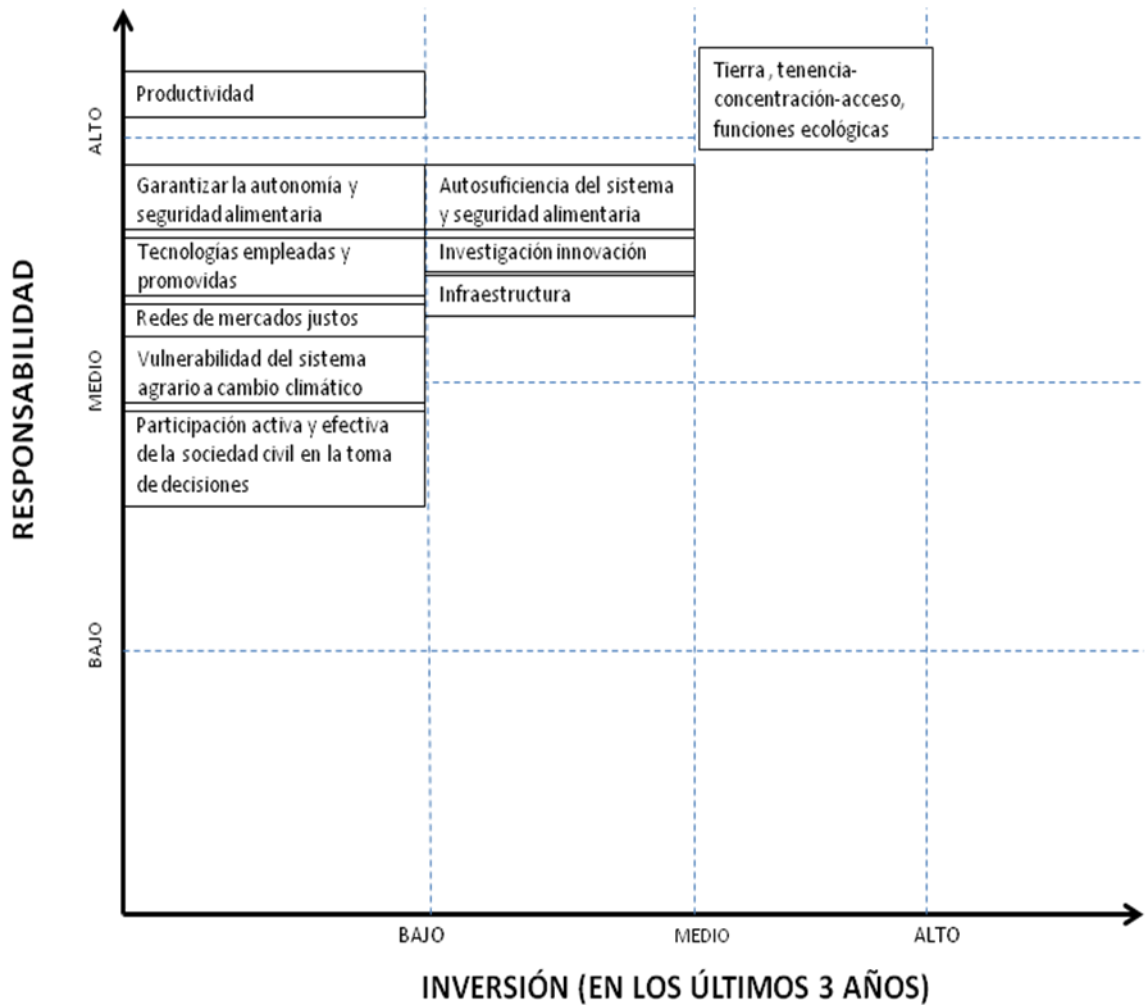 Productividad
Tierra , tenencia-
concentración-acceso,
funciones ecológicas
ALTO
Garantizar la autonomía y
seguridad alimentaria
Autosuficiencia del sistema
y seguridad alimentaria
Tecnologías empleadas y
promovidas
Investigación innovación
Infraestructura
Redes de mercados justos
Vulnerabilidad del sistema
agrario a cambio climático
MEDIO
Participación activa y efectiva
de la sociedad civil en la toma
de decisiones
RESPONSABILIDAD
BAJO
BAJO
MEDIO
ALTO
INVERSIÓN (EN LOS ÚLTIMOS 3 AÑOS)